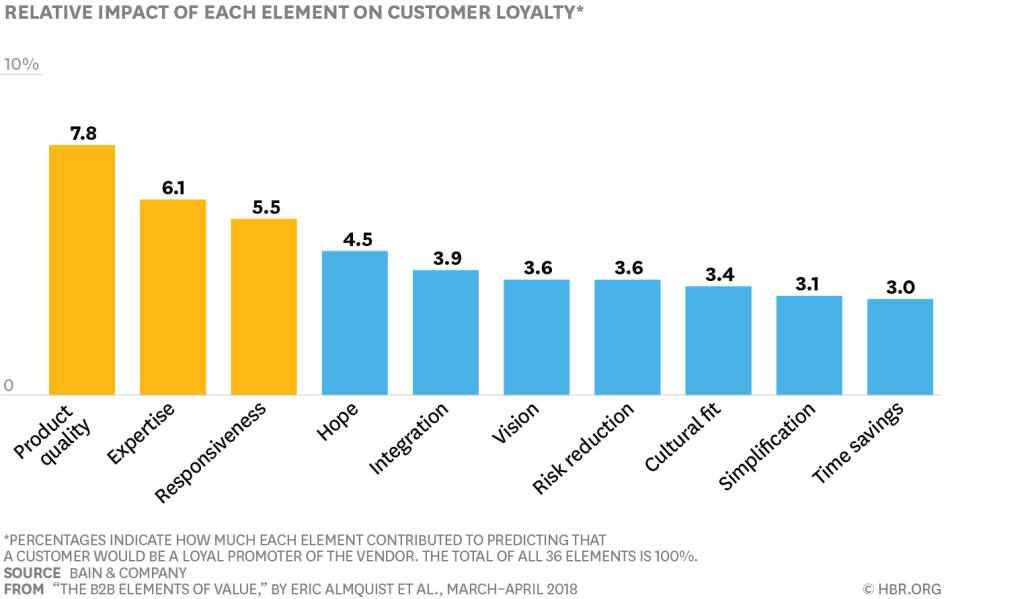 RELATIVE IMPACT OF EACH ELEMENT ON CUSTOMER LOYALTY*
10%
7.8
6.1
5.5
4.5
3.9
3.6
3.6
3.4
3.1
3.0
0
Product
quality
Expertise
Responsiveness
Hope
Integration
Vision
Risk reduction
Cultural fit
Simplification
Time savings
*PERCENTAGES INDICATE HOW MUCH EACH ELEMENT CONTRIBUTED TO PREDICTING THAT
A CUSTOMER WOULD BE A LOYAL PROMOTER OF THE VENDOR. THE TOTAL OF ALL 36 ELEMENTS IS 100%.
SOURCE BAIN & COMPANY
FROM “THE B2B ELEMENTS OF VALUE,” BY ERIC ALMQUIST ET AL., MARCH–APRIL 2018
© HBR.ORG